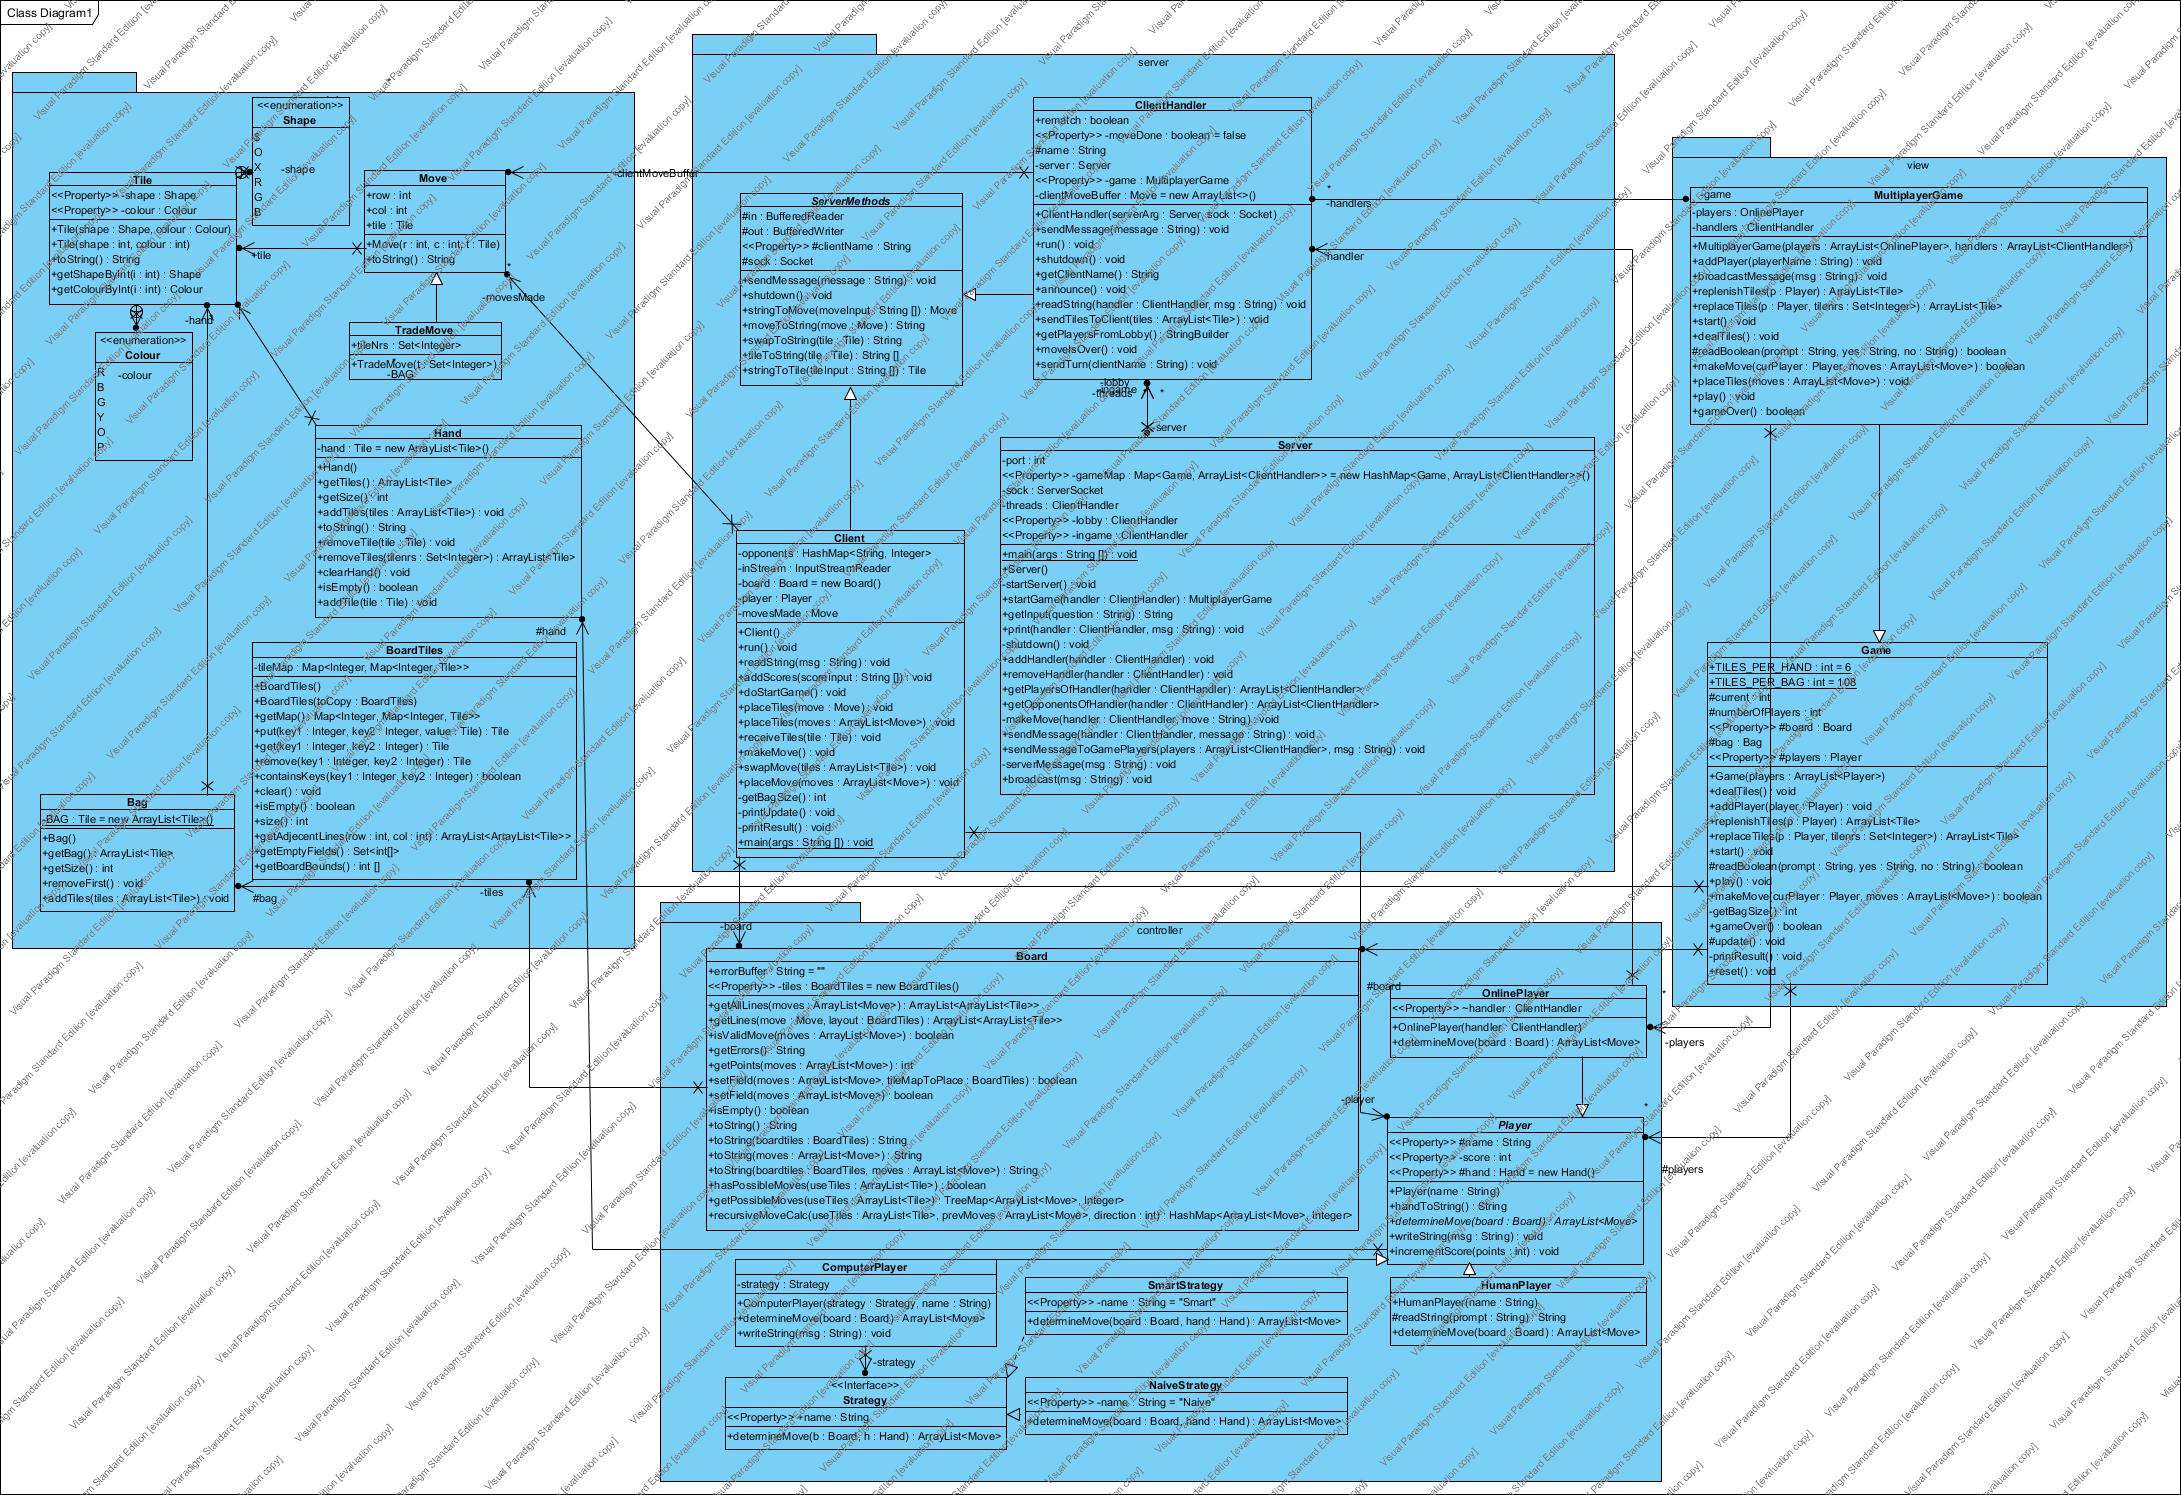 Class Diagram1
<<enumeration>>
Shape
S
O
X
R
G
B
-shape
Tile
<<Property>> -shape : Shape
<<Property>> -colour : Colour
+Tile(shape : Shape, colour : Colour)
+Tile(shape : int, colour : int)
+toString() : String
+getShapeByInt(i : int) : Shape
+getColourByInt(i : int) : Colour
Move
+row : int
+col : int
+tile : Tile
+Move(r : int, c : int, t : Tile)
+toString() : String
+tile
-movesMade
*
-hand
TradeMove
+tileNrs : Set<Integer>
+TradeMove(t : Set<Integer>)
-BAG
<<enumeration>>
Colour
R
B
G
Y
O
P
-colour
Hand
-hand : Tile = new ArrayList<Tile>()
+Hand()
+getTiles() : ArrayList<Tile>
+getSize() : int
+addTiles(tiles : ArrayList<Tile>) : void
+toString() : String
+removeTile(tile : Tile) : void
+removeTiles(tilenrs : Set<Integer>) : ArrayList<Tile>
+clearHand() : void
+isEmpty() : boolean
+addTile(tile : Tile) : void
#hand
BoardTiles
-tileMap : Map<Integer, Map<Integer, Tile>>
+BoardTiles()
+BoardTiles(toCopy : BoardTiles)
+getMap() : Map<Integer, Map<Integer, Tile>>
+put(key1 : Integer, key2 : Integer, value : Tile) : Tile
+get(key1 : Integer, key2 : Integer) : Tile
+remove(key1 : Integer, key2 : Integer) : Tile
+containsKeys(key1 : Integer, key2 : Integer) : boolean
+clear() : void
+isEmpty() : boolean
+size() : int
+getAdjecentLines(row : int, col : int) : ArrayList<ArrayList<Tile>>
+getEmptyFields() : Set<int[]>
+getBoardBounds() : int []
-tiles
Bag
-BAG : Tile = new ArrayList<Tile>()
+Bag()
+getBag() : ArrayList<Tile>
+getSize() : int
+removeFirst() : void
+addTiles(tiles : ArrayList<Tile>) : void
#bag
server
-clientMoveBuffer
ClientHandler
+rematch : boolean
<<Property>> -moveDone : boolean = false
#name : String
-server : Server
<<Property>> -game : MultiplayerGame
-clientMoveBuffer : Move = new ArrayList<>()
+ClientHandler(serverArg : Server, sock : Socket)
+sendMessage(message : String) : void
+run() : void
+shutdown() : void
+getClientName() : String
+announce() : void
+readString(handler : ClientHandler, msg : String) : void
+sendTilesToClient(tiles : ArrayList<Tile>) : void
+getPlayersFromLobby() : StringBuilder
+moveIsOver() : void
+sendTurn(clientName : String) : void
*
-handlers
-handler
-lobby
-ingame
-threads
*
-server
ServerMethods
#in : BufferedReader
#out : BufferedWriter
<<Property>> #clientName : String
#sock : Socket
+sendMessage(message : String) : void
+shutdown() : void
+stringToMove(moveInput : String []) : Move
+moveToString(move : Move) : String
+swapToString(tile : Tile) : String
+tileToString(tile : Tile) : String []
+stringToTile(tileInput : String []) : Tile
Server
-port : int
<<Property>> -gameMap : Map<Game, ArrayList<ClientHandler>> = new HashMap<Game, ArrayList<ClientHandler>>()
-sock : ServerSocket
-threads : ClientHandler
<<Property>> -lobby : ClientHandler
<<Property>> -ingame : ClientHandler
+main(args : String []) : void
+Server()
-startServer() : void
+startGame(handler : ClientHandler) : MultiplayerGame
+getInput(question : String) : String
+print(handler : ClientHandler, msg : String) : void
-shutdown() : void
+addHandler(handler : ClientHandler) : void
+removeHandler(handler : ClientHandler) : void
+getPlayersOfHandler(handler : ClientHandler) : ArrayList<ClientHandler>
+getOpponentsOfHandler(handler : ClientHandler) : ArrayList<ClientHandler>
-makeMove(handler : ClientHandler, move : String) : void
+sendMessage(handler : ClientHandler, message : String) : void
+sendMessageToGamePlayers(players : ArrayList<ClientHandler>, msg : String) : void
-serverMessage(msg : String) : void
+broadcast(msg : String) : void
Client
-opponents : HashMap<String, Integer>
-inStream : InputStreamReader
-board : Board = new Board()
-player : Player
-movesMade : Move
+Client()
+run() : void
+readString(msg : String) : void
+addScores(scoreInput : String []) : void
+doStartGame() : void
+placeTiles(move : Move) : void
+placeTiles(moves : ArrayList<Move>) : void
+receiveTiles(tile : Tile) : void
+makeMove() : void
+swapMove(tiles : ArrayList<Tile>) : void
+placeMove(moves : ArrayList<Move>) : void
-getBagSize() : int
-printUpdate() : void
-printResult() : void
+main(args : String []) : void
view
-game
MultiplayerGame
-players : OnlinePlayer
-handlers : ClientHandler
+MultiplayerGame(players : ArrayList<OnlinePlayer>, handlers : ArrayList<ClientHandler>)
+addPlayer(playerName : String) : void
+broadcastMessage(msg : String) : void
+replenishTiles(p : Player) : ArrayList<Tile>
+replaceTiles(p : Player, tilenrs : Set<Integer>) : ArrayList<Tile>
+start() : void
+dealTiles() : void
#readBoolean(prompt : String, yes : String, no : String) : boolean
+makeMove(curPlayer : Player, moves : ArrayList<Move>) : boolean
+placeTiles(moves : ArrayList<Move>) : void
+play() : void
+gameOver() : boolean
Game
+TILES_PER_HAND : int = 6
+TILES_PER_BAG : int = 108
#current : int
#numberOfPlayers : int
<<Property>> #board : Board
#bag : Bag
<<Property>> #players : Player
+Game(players : ArrayList<Player>)
+dealTiles() : void
+addPlayer(player : Player) : void
+replenishTiles(p : Player) : ArrayList<Tile>
+replaceTiles(p : Player, tilenrs : Set<Integer>) : ArrayList<Tile>
+start() : void
#readBoolean(prompt : String, yes : String, no : String) : boolean
+play() : void
+makeMove(curPlayer : Player, moves : ArrayList<Move>) : boolean
-getBagSize() : int
+gameOver() : boolean
#update() : void
-printResult() : void
+reset() : void
controller
-board
Board
+errorBuffer : String = ""
<<Property>> -tiles : BoardTiles = new BoardTiles()
+getAllLines(moves : ArrayList<Move>) : ArrayList<ArrayList<Tile>>
+getLines(move : Move, layout : BoardTiles) : ArrayList<ArrayList<Tile>>
+isValidMove(moves : ArrayList<Move>) : boolean
+getErrors() : String
+getPoints(moves : ArrayList<Move>) : int
+setField(moves : ArrayList<Move>, tileMapToPlace : BoardTiles) : boolean
+setField(moves : ArrayList<Move>) : boolean
+isEmpty() : boolean
+toString() : String
+toString(boardtiles : BoardTiles) : String
+toString(moves : ArrayList<Move>) : String
+toString(boardtiles : BoardTiles, moves : ArrayList<Move>) : String
+hasPossibleMoves(useTiles : ArrayList<Tile>) : boolean
+getPossibleMoves(useTiles : ArrayList<Tile>) : TreeMap<ArrayList<Move>, Integer>
+recursiveMoveCalc(useTiles : ArrayList<Tile>, prevMoves : ArrayList<Move>, direction : int) : HashMap<ArrayList<Move>, Integer>
#board
OnlinePlayer
<<Property>> ~handler : ClientHandler
+OnlinePlayer(handler : ClientHandler)
+determineMove(board : Board) : ArrayList<Move>
*
-players
-player
Player
<<Property>> #name : String
<<Property>> -score : int
<<Property>> #hand : Hand = new Hand()
+Player(name : String)
+handToString() : String
+determineMove(board : Board) : ArrayList<Move>
+writeString(msg : String) : void
+incrementScore(points : int) : void
*
#players
ComputerPlayer
-strategy : Strategy
+ComputerPlayer(strategy : Strategy, name : String)
+determineMove(board : Board) : ArrayList<Move>
+writeString(msg : String) : void
-strategy
SmartStrategy
<<Property>> -name : String = "Smart"
+determineMove(board : Board, hand : Hand) : ArrayList<Move>
HumanPlayer
+HumanPlayer(name : String)
#readString(prompt : String) : String
+determineMove(board : Board) : ArrayList<Move>
<<Interface>>
Strategy
<<Property>> +name : String
+determineMove(b : Board, h : Hand) : ArrayList<Move>
NaiveStrategy
<<Property>> -name : String = "Naive"
+determineMove(board : Board, hand : Hand) : ArrayList<Move>
Visual Paradigm Standard Edition [evaluation copy]